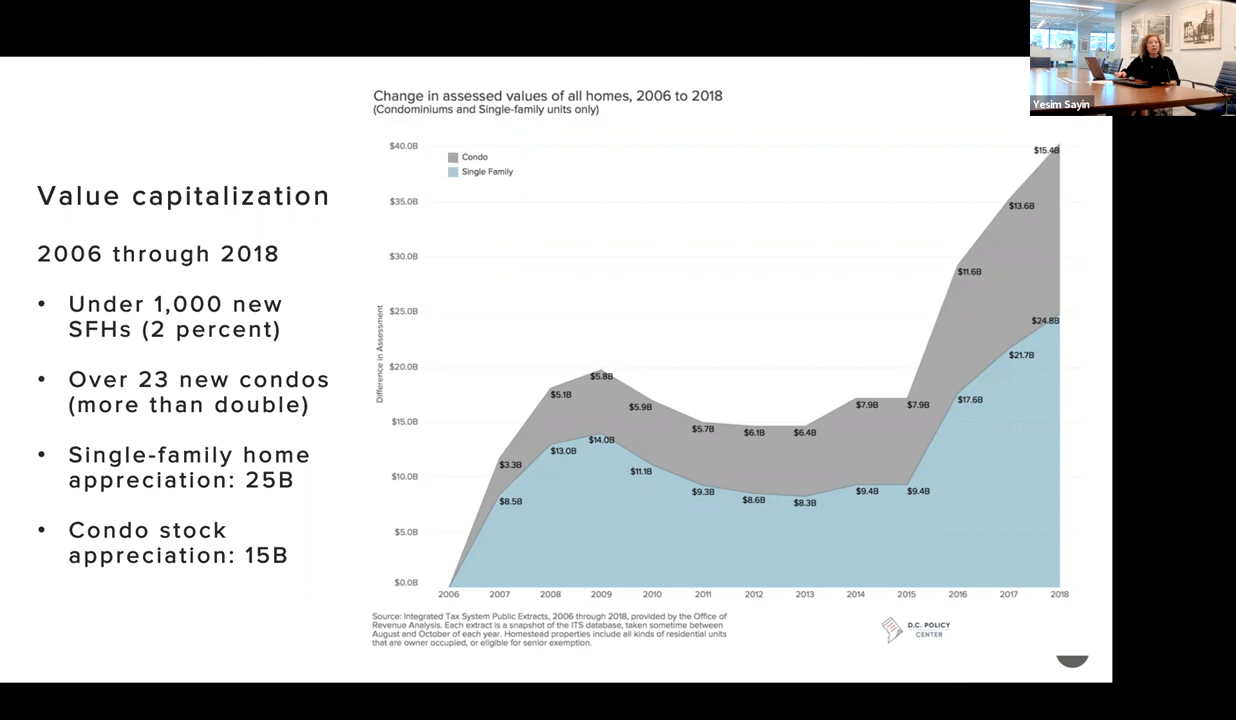 Yesim Sayin
Value capitalization
2006 through 2018
• Under 1,000 new
SFHs (2 percent)
• Over 23 new condos
(more than double)
• Single-family home
appreciation: 25B
• Condo stock
appreciation: 15B
Change in assessed values of all homes, 2006 to 2018
(Condominiums and Single-family units only)
Condo
Single Family
Difference in Assessment
$40.0B
$35.0B
$30.0B
$25.0B
$20.0B
$15.0B
$10.0B
$5.0B
$0.0B
$3.3B
$5.1B
$5.8B
$5.9B
$5.7B
$6.1B
$6.4B
$7.9B
$7.9B
$11.6B
$13.6B
$15.4B
$8.5B
$13.0B
$14.0B
$11.1B
$9.3B
$8.6B
$8.3B
$9.4B
$9.4B
$17.6B
$21.7B
$24.8B
2006 2007 2008 2009 2010 2011 2012 2013 2014 2015 2016 2017 2018
Source: Integrated Tax System Public Extracts, 2006 through 2018, provided by the Office of
Revenue Analysis. Each extract is a snapshot of the ITS database, taken sometime between
August and October of each year. Homestead properties include all kinds of residential units
that are owner occupied, or eligible for senior exemption.
D.C. POLICY
CENTER